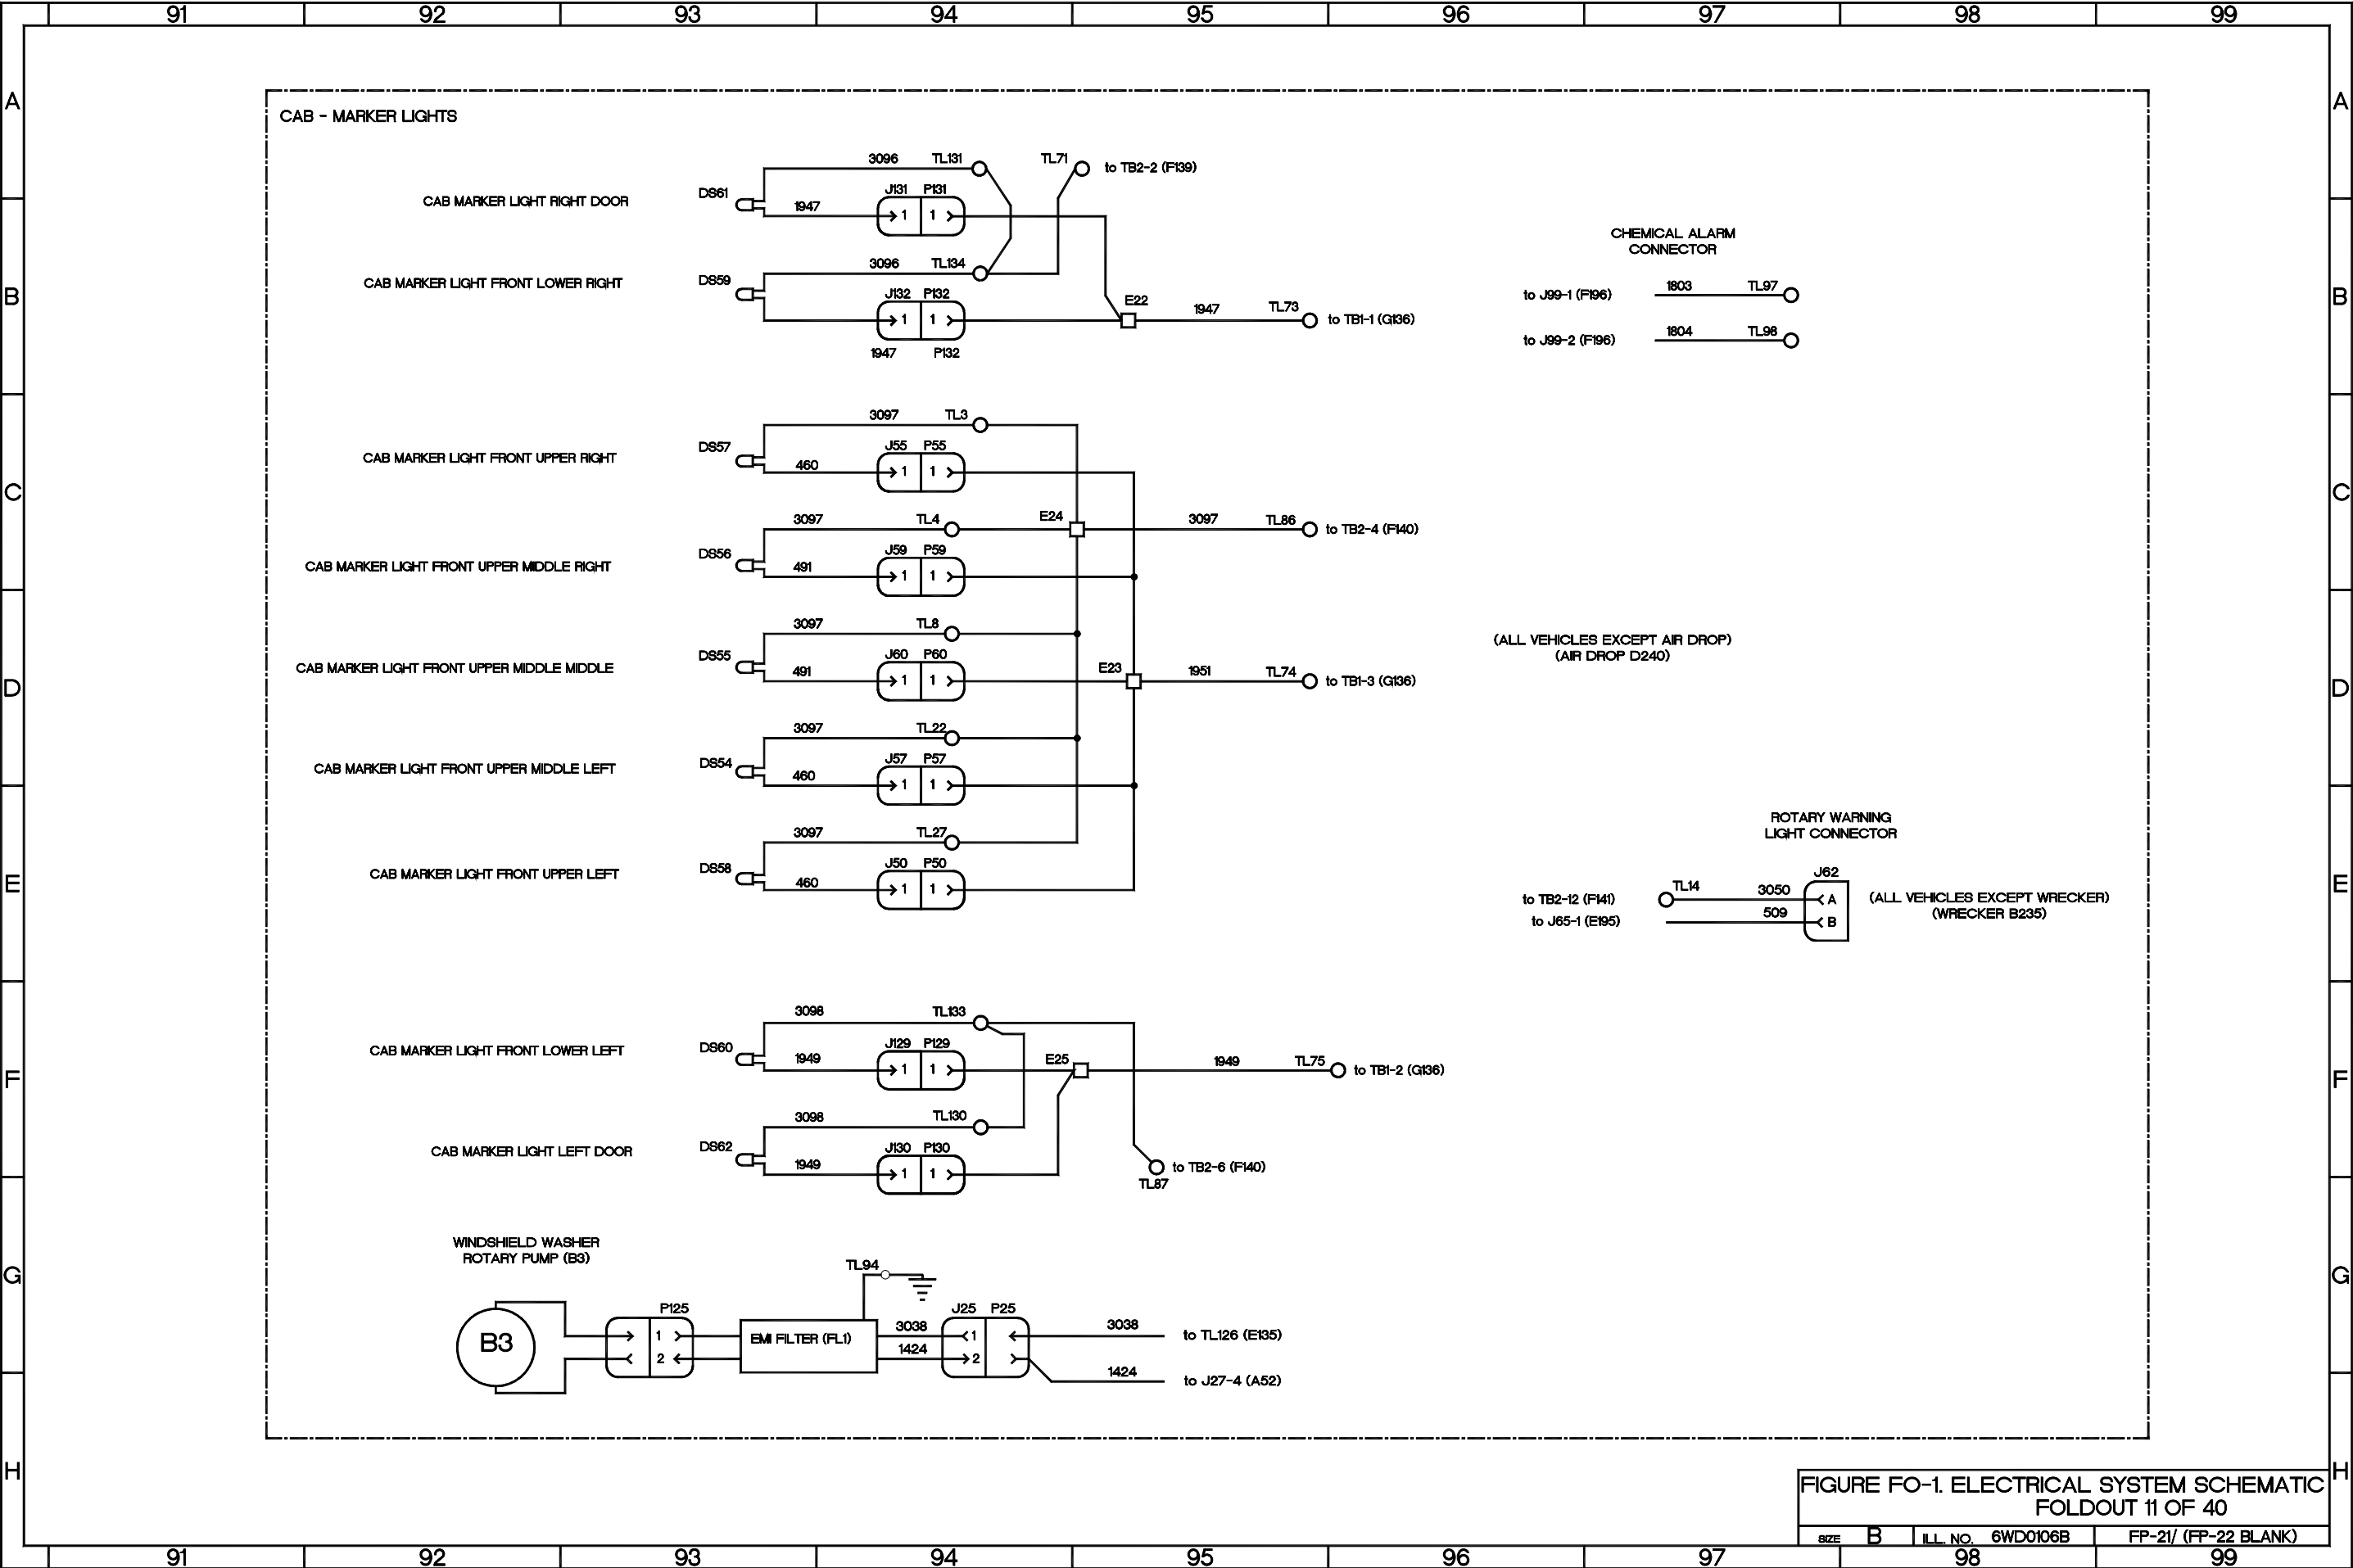 91 92 93 94 95 96 97 98 99
A A
CAB - MARKER LIGHTS
3096 TL131 TL71 to TB2-2 (F139)
DS61 J131 P131
CAB MARKER LIGHT RIGHT DOOR 1947 1 1
CHEMICAL ALARM
CONNECTOR
3096 TL134
CAB MARKER LIGHT FRONT LOWER RIGHT DS59
B B
J132 P132 E22 1947 TL73
1 1 to TB1-1 (G136)
1947 P132
to J99-1 (F196) 1803 TL97
to J99-2 (F196) 1804 TL98
3097 TL3
DS57 J55 P55
CAB MARKER LIGHT FRONT UPPER RIGHT 460 1 1
C C
3097 TL4 E24 3097 TL86 to TB2-4 (F140)
DS56 J59 P59
CAB MARKER LIGHT FRONT UPPER MIDDLE RIGHT 491 1 1
3097 TL8
(ALL VEHICLES EXCEPT AIR DROP)
(AIR DROP D240)
DS55 J60 P60
CAB MARKER LIGHT FRONT UPPER MIDDLE MIDDLE 491 1 1 E23 1951 TL74 to TB1-3 (G136)
D D
3097 TL22
DS54 J57 P57
CAB MARKER LIGHT FRONT UPPER MIDDLE LEFT 460 1 1
3097 TL27
DS58 J50 P50
CAB MARKER LIGHT FRONT UPPER LEFT 460 1 1
ROTARY WARNING
LIGHT CONNECTOR
J62
E E
to TB2-12 (F141) TL14 3050 A
to J65-1 (E195) 509 B
(ALL VEHICLES EXCEPT WRECKER)
(WRECKER B235)
3098 TL133
DS60 J129 P129
CAB MARKER LIGHT FRONT LOWER LEFT 1949 1 1 E25 1949 TL75 to TB1-2 (G136)
F F
3098 TL130
DS62 J130 P130
CAB MARKER LIGHT LEFT DOOR 1949 1 1
to TB2-6 (F140)
TL87
WINDSHIELD WASHER
ROTARY PUMP (B3)
G G
TL94
P125 J25 P25
B3 1 EMI FILTER (FL1) 3038 1 3038 to TL126 (E135)
2 1424 2 1424 to J27-4 (A52)
H H
FIGURE FO-1. ELECTRICAL SYSTEM SCHEMATIC
FOLDOUT 11 OF 40
SIZE B ILL. NO. 6WD0106B FP-21/ (FP-22 BLANK)
91 92 93 94 95 96 97 98 99